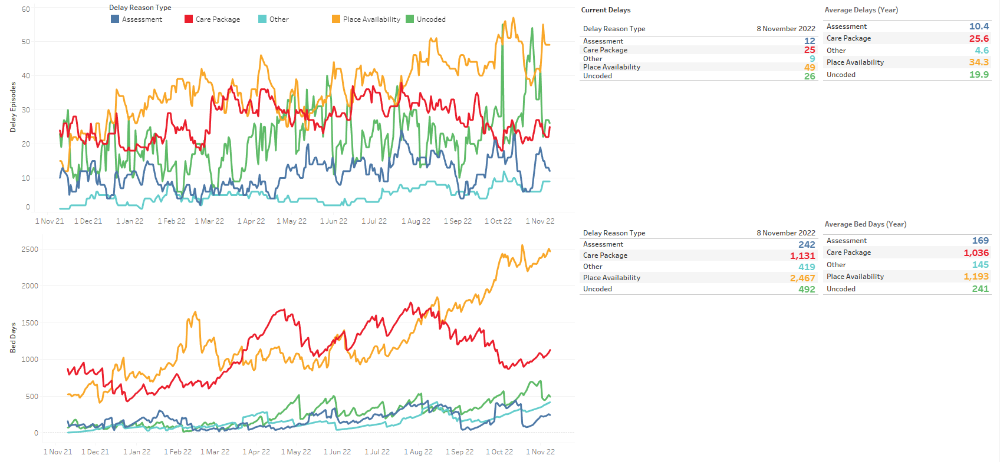 Delay Reason Type
Assessment
Care Package
Other
Place Availability
Uncoded
Delay Episodes
60
50
40
30
20
10
0
1 Nov 21
1 Dec 21
1 Jan 22
1 Feb 22
1 Mar 22
1 Apr 22
1 May 22
1 Jun 22
1 Jul 22
1 Aug 22
1 Sep 22
1 Oct 22
1 Nov 22
Current Delays
Delay Reason Type 8 November 2022
Assessment 12
Care Package 25
Other 9
Place Availability 49
Uncoded 26
Average Delays (Year)
Assessment 10.4
Care Package 25.6
Other 4.6
Place Availability 34.3
Uncoded 19.9
Bed Days
2500
2000
1500
1000
500
0
1 Nov 21
1 Dec 21
1 Jan 22
1 Feb 22
1 Mar 22
1 Apr 22
1 May 22
1 Jun 22
1 Jul 22
1 Aug 22
1 Sep 22
1 Oct 22
1 Nov 22
Delay Reason Type 8 November 2022
Assessment 242
Care Package 1,131
Other 419
Place Availability 2,467
Uncoded 492
Average Bed Days (Year)
Assessment 169
Care Package 1,036
Other 145
Place Availability 1,193
Uncoded 241